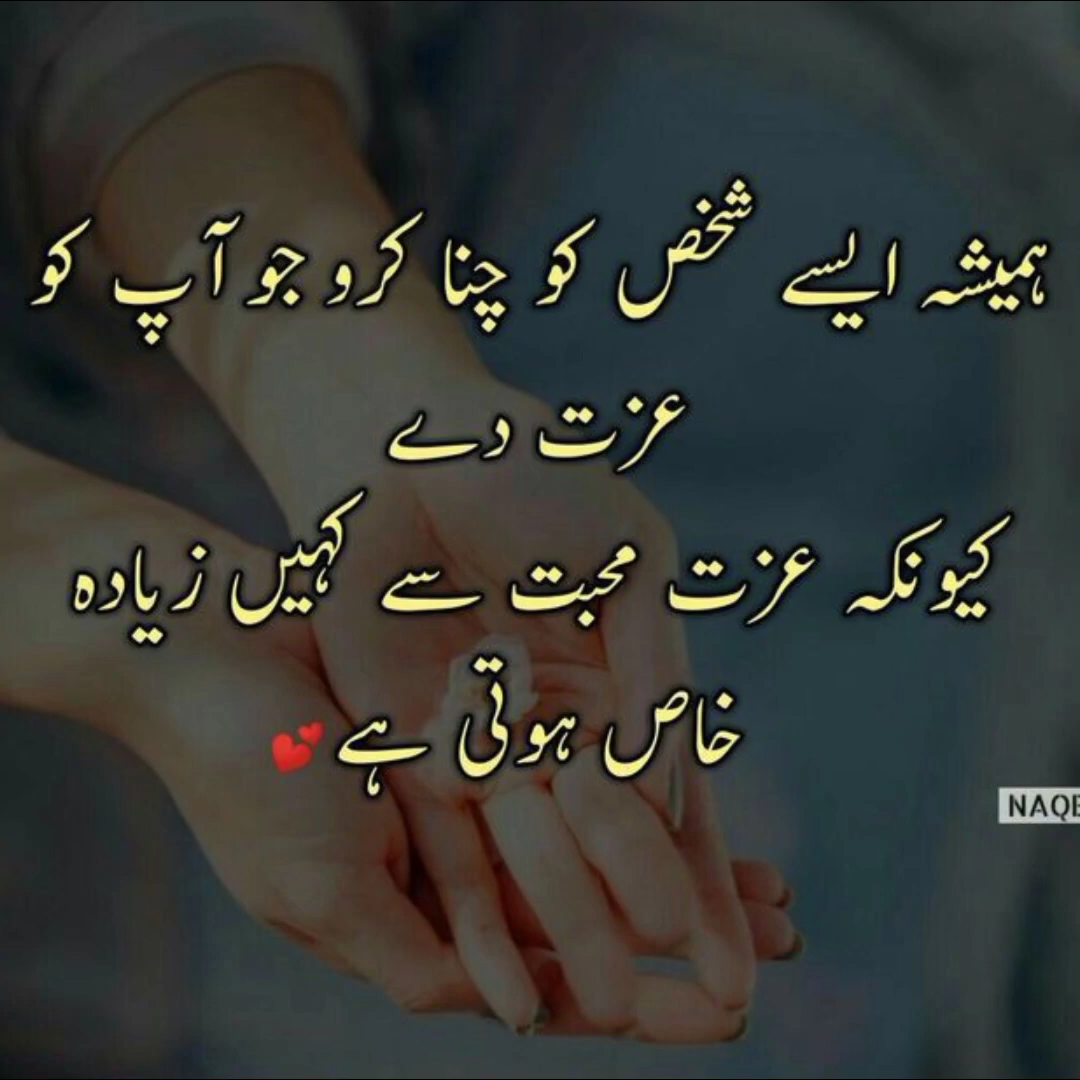 ہمیشہ ایسے شخص کو چنا کرو جو آپ کو
عزت دے
کیونکہ عزت محبت سے کہیں زیادہ
خاص ہوتی ہے 💕